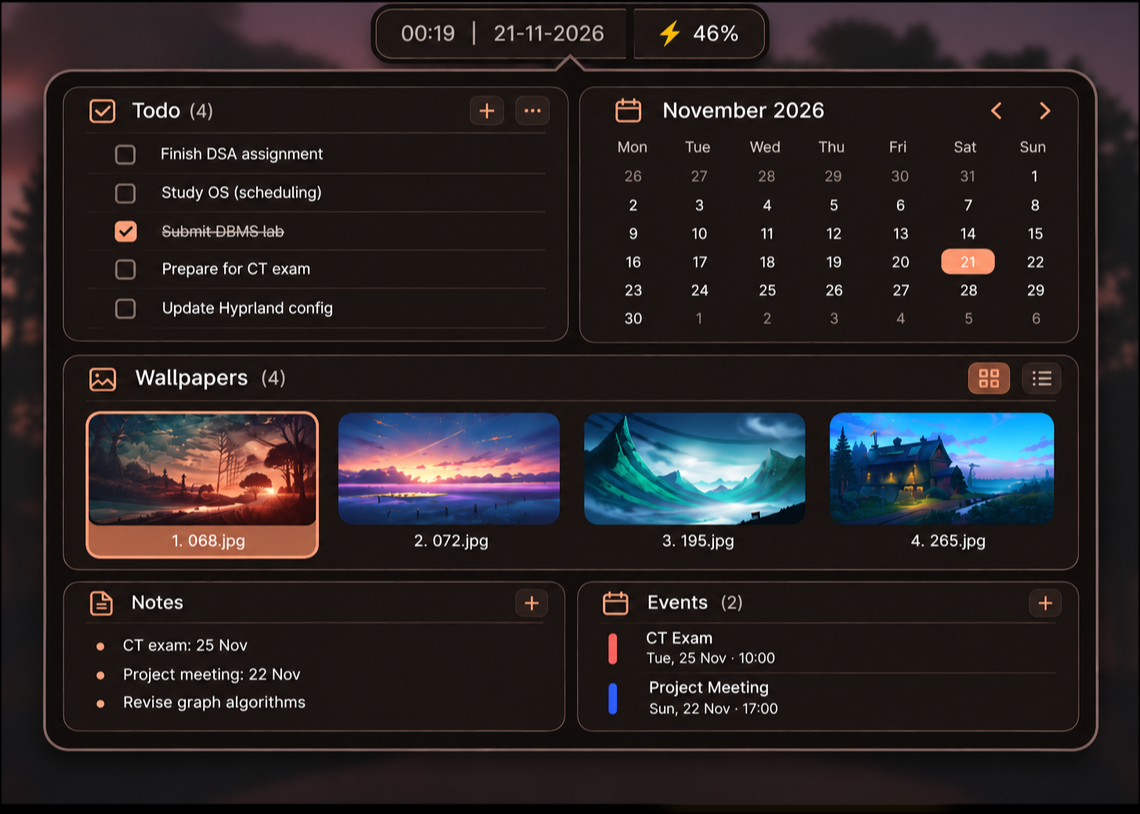 00:19 | 21-11-2026 46%
Todo (4)
Finish DSA assignment
Study OS (scheduling)
Submit DBMS lab
Prepare for CT exam
Update Hyprland config
November 2026
Mon Tue Wed Thu Fri Sat Sun
26 27 28 29 30 31 1
2 3 4 5 6 7 8
9 10 11 12 13 14 15
16 17 18 19 20 21 22
23 24 25 26 27 28 29
30 1 2 3 4 5 6
Wallpapers (4)
1. 068.jpg
2. 072.jpg
3. 195.jpg
4. 265.jpg
Notes
CT exam: 25 Nov
Project meeting: 22 Nov
Revise graph algorithms
Events (2)
CT Exam
Tue, 25 Nov · 10:00
Project Meeting
Sun, 22 Nov · 17:00